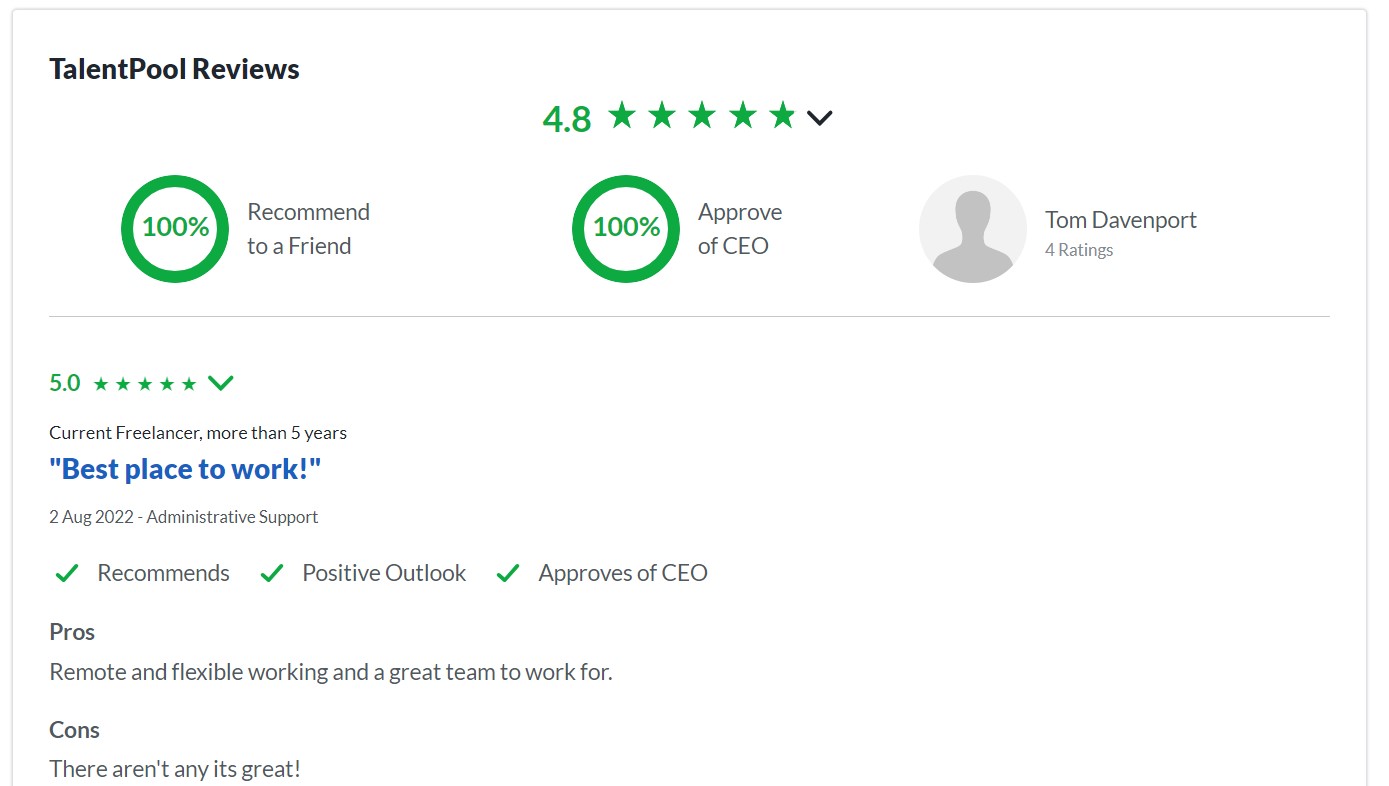 TalentPool Reviews
4.8
100%
Recommend
to a Friend
100%
Approve
of CEO
Tom Davenport
4 Ratings
5.0
Current Freelancer, more than 5 years
"Best place to work!"
2 Aug 2022 - Administrative Support
Recommends Positive Outlook Approves of CEO
Pros
Remote and flexible working and a great team to work for.
Cons
There aren't any its great!